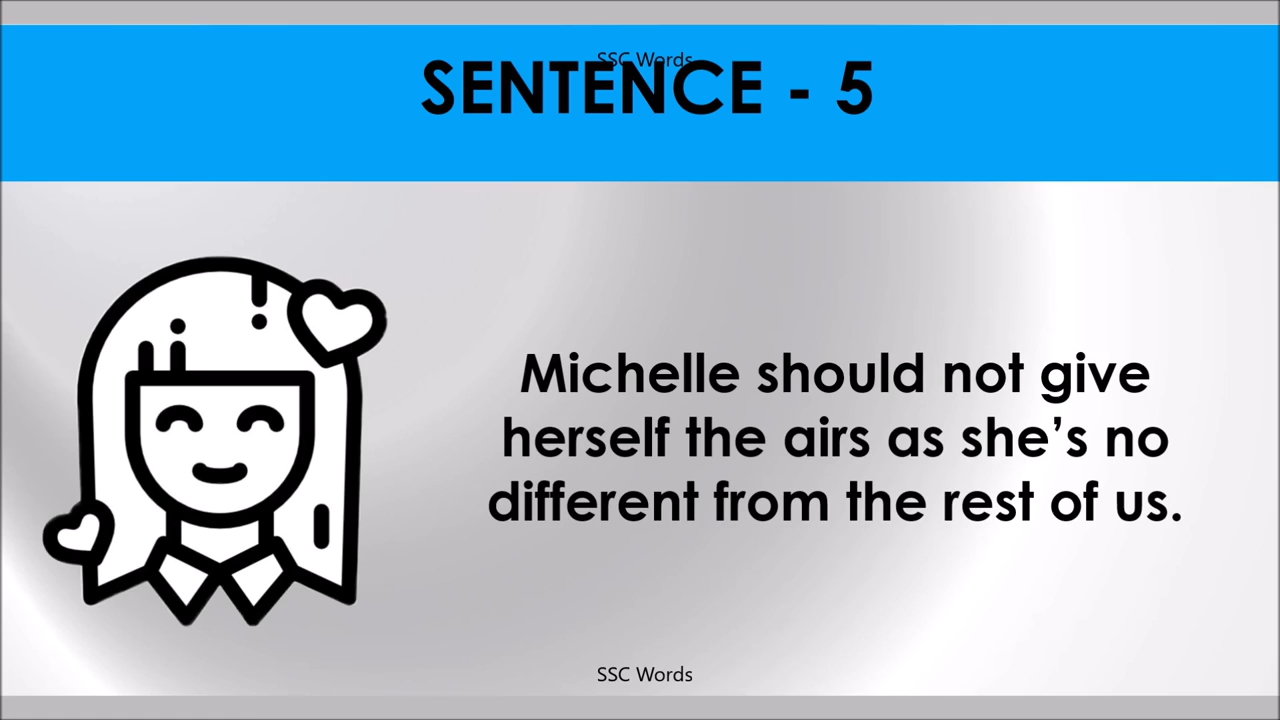 SSC Words
SENTENCE - 5
Michelle should not give
herself the airs as she's no
different from the rest of us.
SSC Words